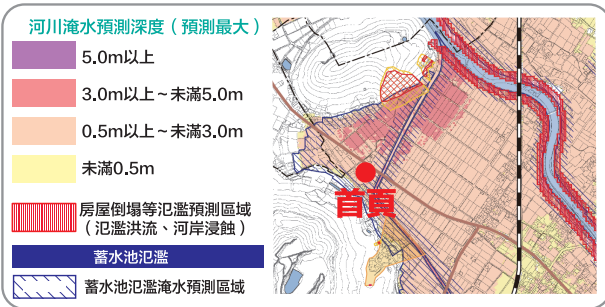 河川淹水預測深度（預測最大）
5.0m以上
3.0m以上～未滿5.0m
0.5m以上～未滿3.0m
未滿0.5m
房屋倒塌等氾濫預測區域
（氾濫洪流、河岸浸蝕）
蓄水池氾濫
蓄水池氾濫淹水預測區域
首頁